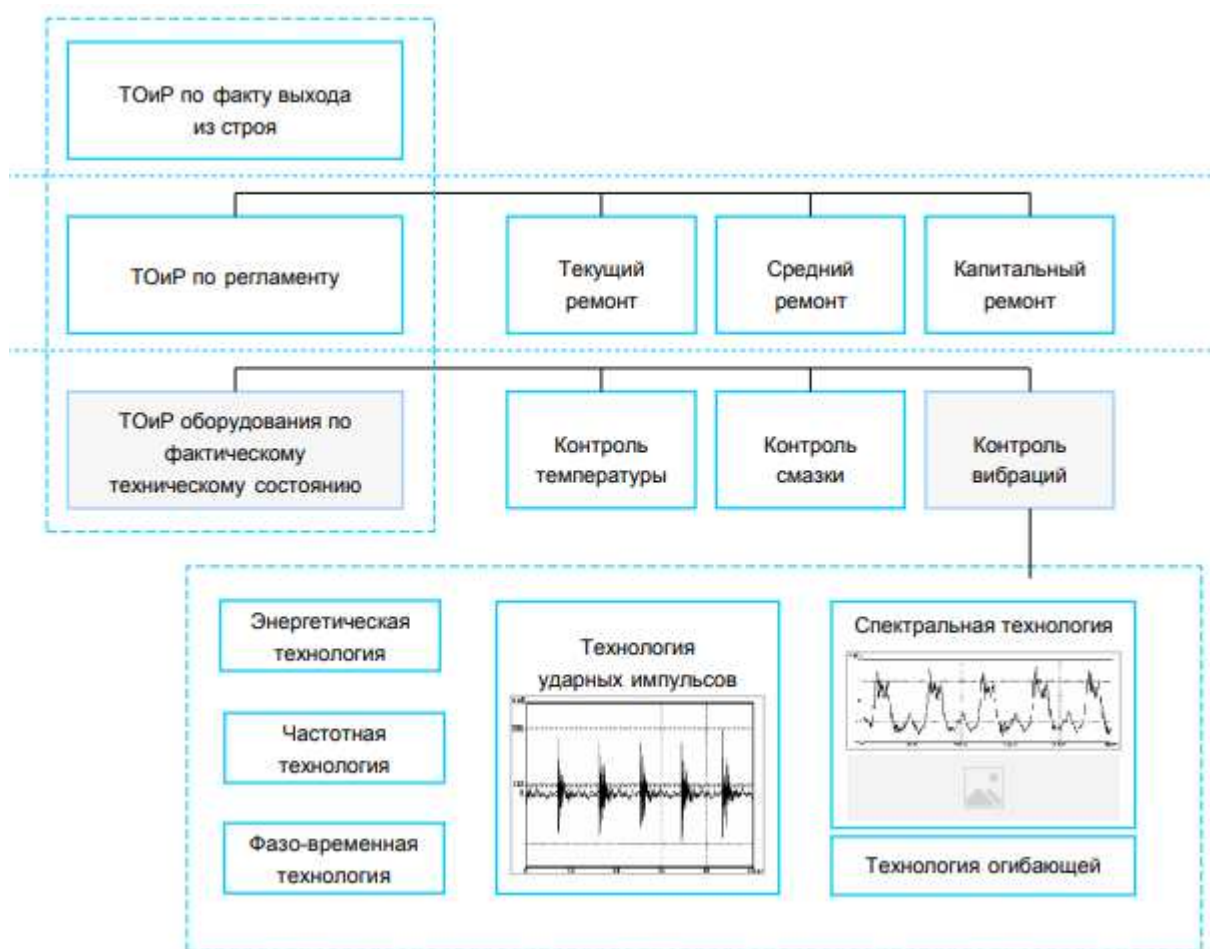 ТОиР по факту выхода
из строя
ТОиР по регламенту
Текущий
ремонт
Средний
ремонт
Капитальный
ремонт
ТОиР оборудования по
фактическому
техническому состоянию
Контроль
температуры
Контроль
смазки
Контроль
вибраций
Энергетическая
технология
Частотная
технология
Фазо-временная
технология
Технология
ударных импульсов
Спектральная технология
Технология огибающей